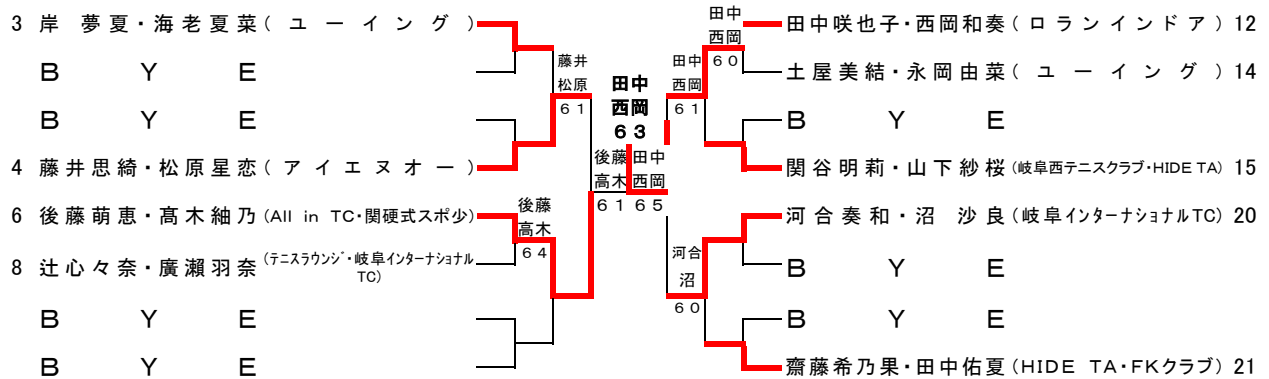 3 岸 夢夏・海老夏菜(ユーイング)
B Y E
B Y E
4 藤井思綺・松原星恋(アイエヌオー)
6 後藤萌恵・髙木紬乃(All in TC・関硬式スポ少)
8 辻心々奈・廣瀨羽奈(テニスラウンジ・岐阜インターナショナルTC)
B Y E
B Y E
藤井
松原
61
後藤
高木
64
後藤
高木
61
田中
西岡
63
田中
西岡
65
田中
西岡
60
田中
西岡
61
河合
沼
60
田中咲也子・西岡和奏(ロランインドア) 12
土屋美結・永岡由菜(ユーイング) 14
B Y E
関谷明莉・山下紗桜(岐阜西テニスクラブ・HIDE TA) 15
河合奏和・沼 沙良(岐阜インターナショナルTC) 20
B Y E
B Y E
齋藤希乃果・田中佑夏(HIDE TA・FKクラブ) 21